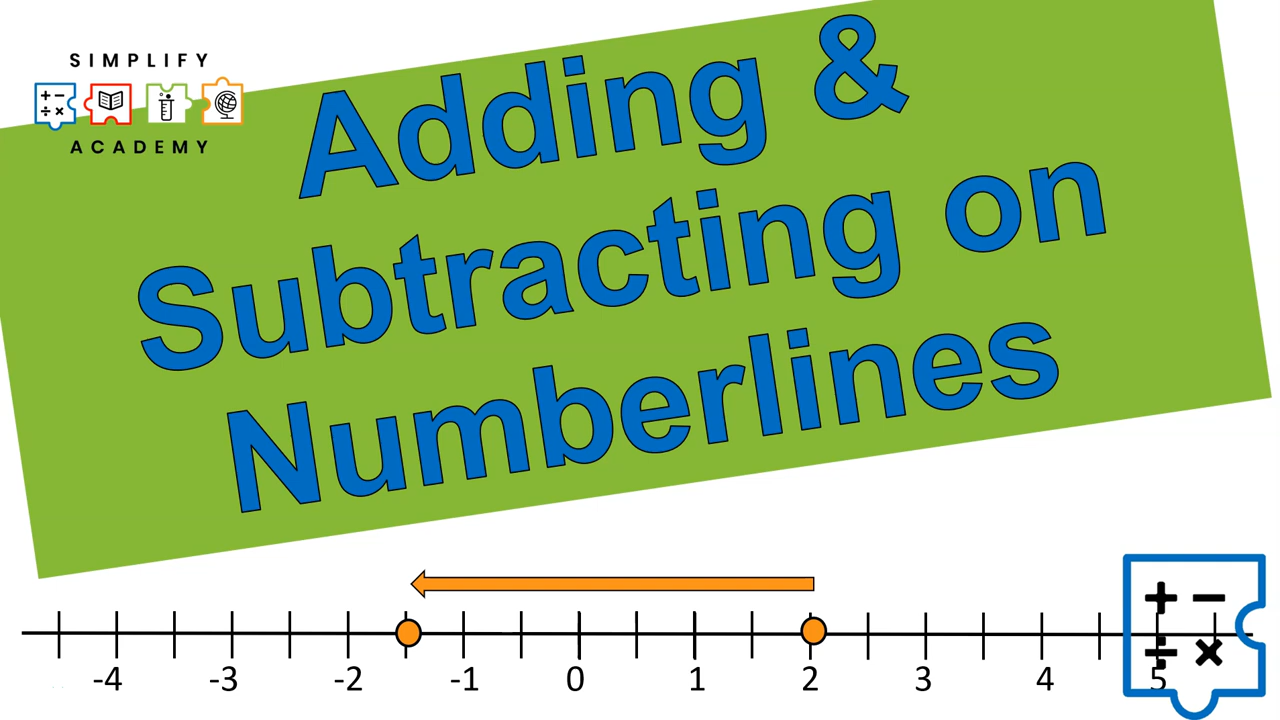 SIMPLIFY
+ −
÷ ×
ACADEMY
Adding &
Subtracting on
Numberlines
-4 -3 -2 -1 0 1 2 3 4 5
+ −
÷ ×